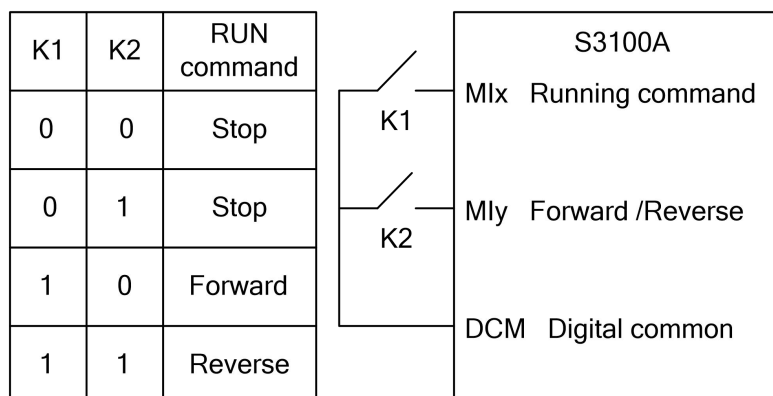 K1 K2 RUN command
0 0 Stop
0 1 Stop
1 0 Forward
1 1 Reverse
K1
K2
S3100A
MIx Running command
MIy Forward /Reverse
DCM Digital common